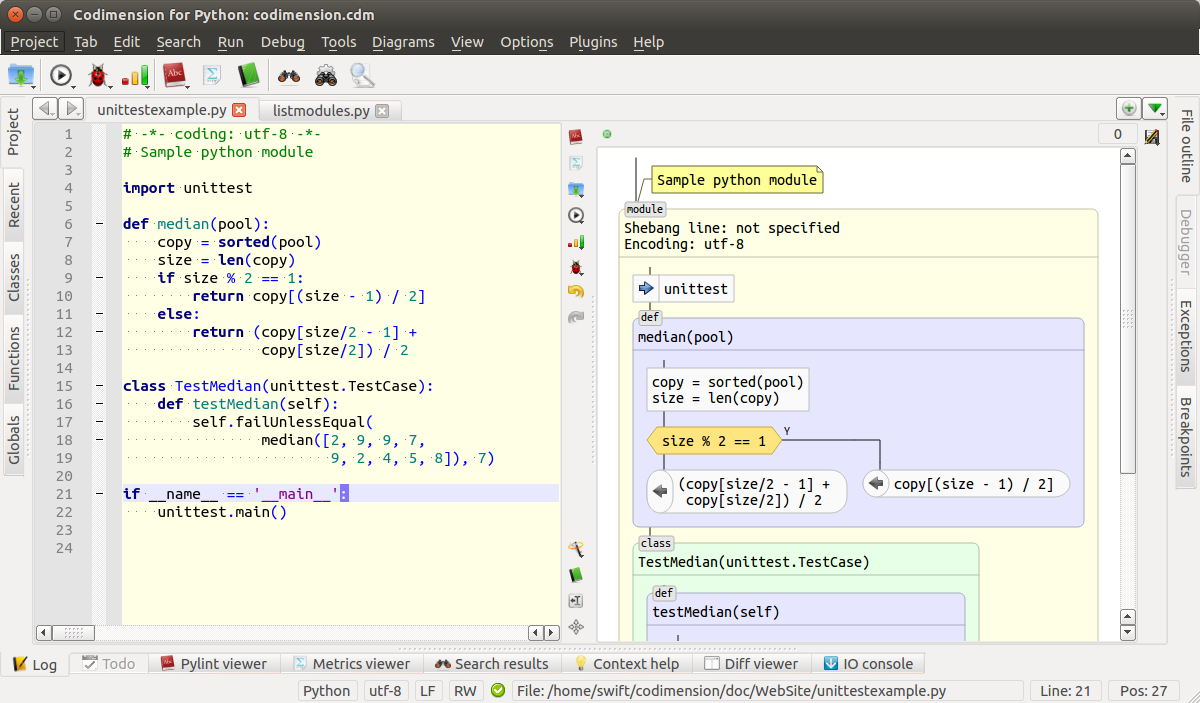 Codimension for Python: codimension.cdm
Project Tab Edit Search Run Debug Tools Diagrams View Options Plugins Help
unittestexample.py listmodules.py
Project
Recent
Classes
Functions
Globals
1 # -*- coding: utf-8 -*-
2 # Sample python module
3
4 import unittest
5
6 def median(pool):
7 copy = sorted(pool)
8 size = len(copy)
9 if size % 2 == 1:
10 return copy[(size - 1) / 2]
11 else:
12 return (copy[size/2 - 1] +
13 copy[size/2]) / 2
14
15 class TestMedian(unittest.TestCase):
16 def testMedian(self):
17 self.failUnlessEqual(
18 median([2, 9, 9, 7,
19 9, 2, 4, 5, 8]), 7)
20
21 if __name__ == '__main__':
22 unittest.main()
23
24
0
Sample python module
module
Shebang line: not specified
Encoding: utf-8
unittest
def
median(pool)
copy = sorted(pool)
size = len(copy)
size % 2 == 1
Y
(copy[size/2 - 1] +
copy[size/2]) / 2
copy[(size - 1) / 2]
class
TestMedian(unittest.TestCase)
def
testMedian(self)
File outline
Debugger
Exceptions
Breakpoints
Log Todo Pylint viewer Metrics viewer Search results Context help Diff viewer IO console
Python utf-8 LF RW File: /home/swift/codimension/doc/WebSite/unittestexample.py Line: 21 Pos: 27